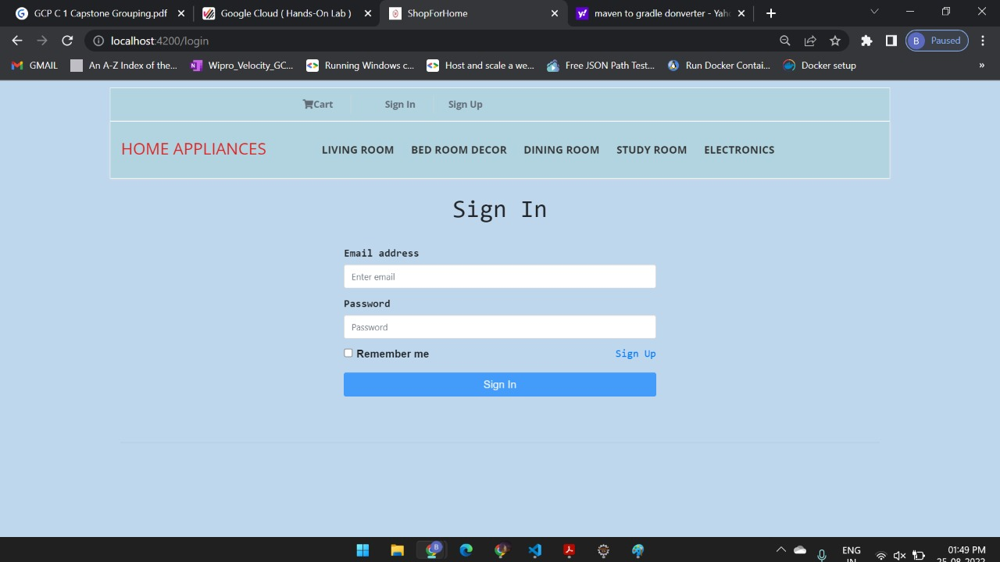 GCP C 1 Capstone Grouping.pdf
Google Cloud ( Hands-On Lab )
ShopForHome
maven to gradle donverter - Yah
localhost:4200/login
B Paused
GMAIL
An A-Z Index of the...
Wipro_Velocity_GC...
Running Windows c...
Host and scale a we...
Free JSON Path Test...
Run Docker Contai...
Docker setup
»
Cart
Sign In
Sign Up
HOME APPLIANCES
LIVING ROOM
BED ROOM DECOR
DINING ROOM
STUDY ROOM
ELECTRONICS
Sign In
Email address
Enter email
Password
Password
Remember me
Sign Up
Sign In
ENG
IN
01:49 PM
25-08-2022